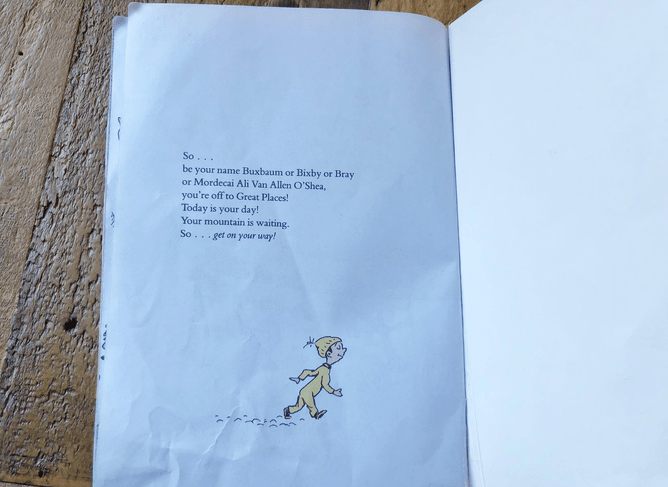 So . . .
be your name Buxbaum or Bixby or Bray
or Mordecai Ali Van Allen O'Shea,
you're off to Great Places!
Today is your day!
Your mountain is waiting.
So . . . get on your way!